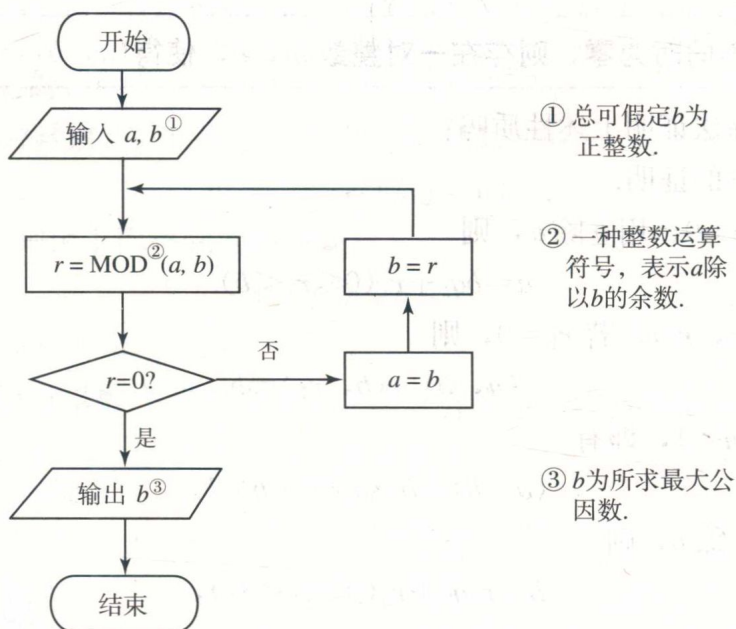 开始
输入 a, b①
① 总可假定b为
正整数.
r = MOD②(a, b)
b = r
② 一种整数运算
符号，表示a除
以b的余数.
r=0?
否
a = b
是
输出 b③
③ b为所求最大公
因数.
结束